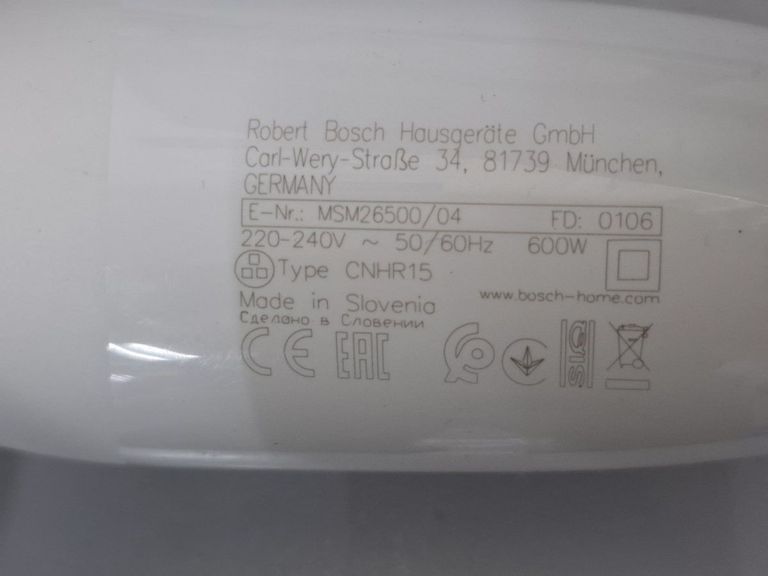 Robert Bosch Hausgeräte GmbH
Carl-Wery-Straße 34, 81739 München,
GERMANY
E-Nr.: MSM26500/04 FD: 0106
220-240V ~ 50/60Hz 600W
Type CNHR15
Made in Slovenia www.bosch-home.com
Сделано в Словении
CE EAC SIQ